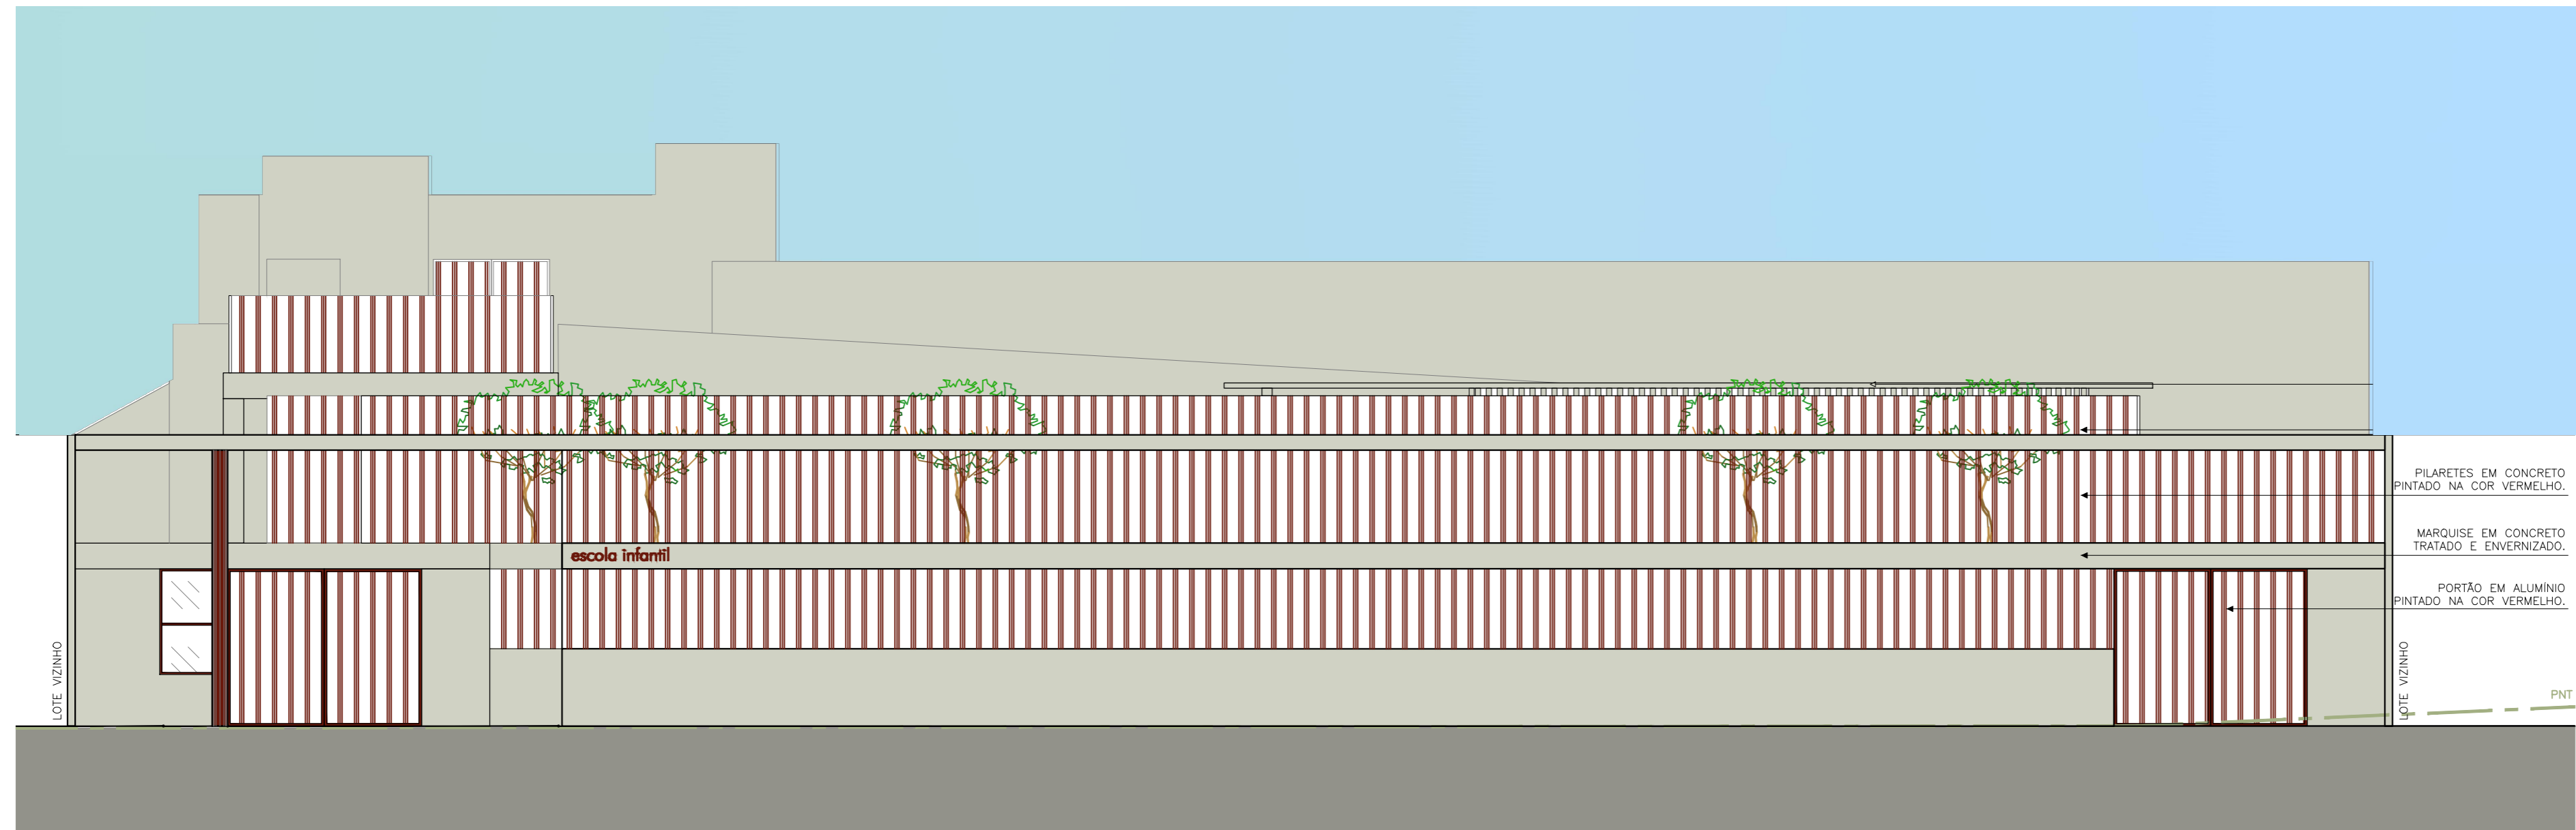 PILARETES EM CONCRETO
PINTADO NA COR VERMELHO.
MARQUISE EM CONCRETO
TRATADO E ENVERNIZADO.
escola infantil
PORTÃO EM ALUMÍNIO
PINTADO NA COR VERMELHO.
LOTE VIZINHO
LOTE VIZINHO
PNT